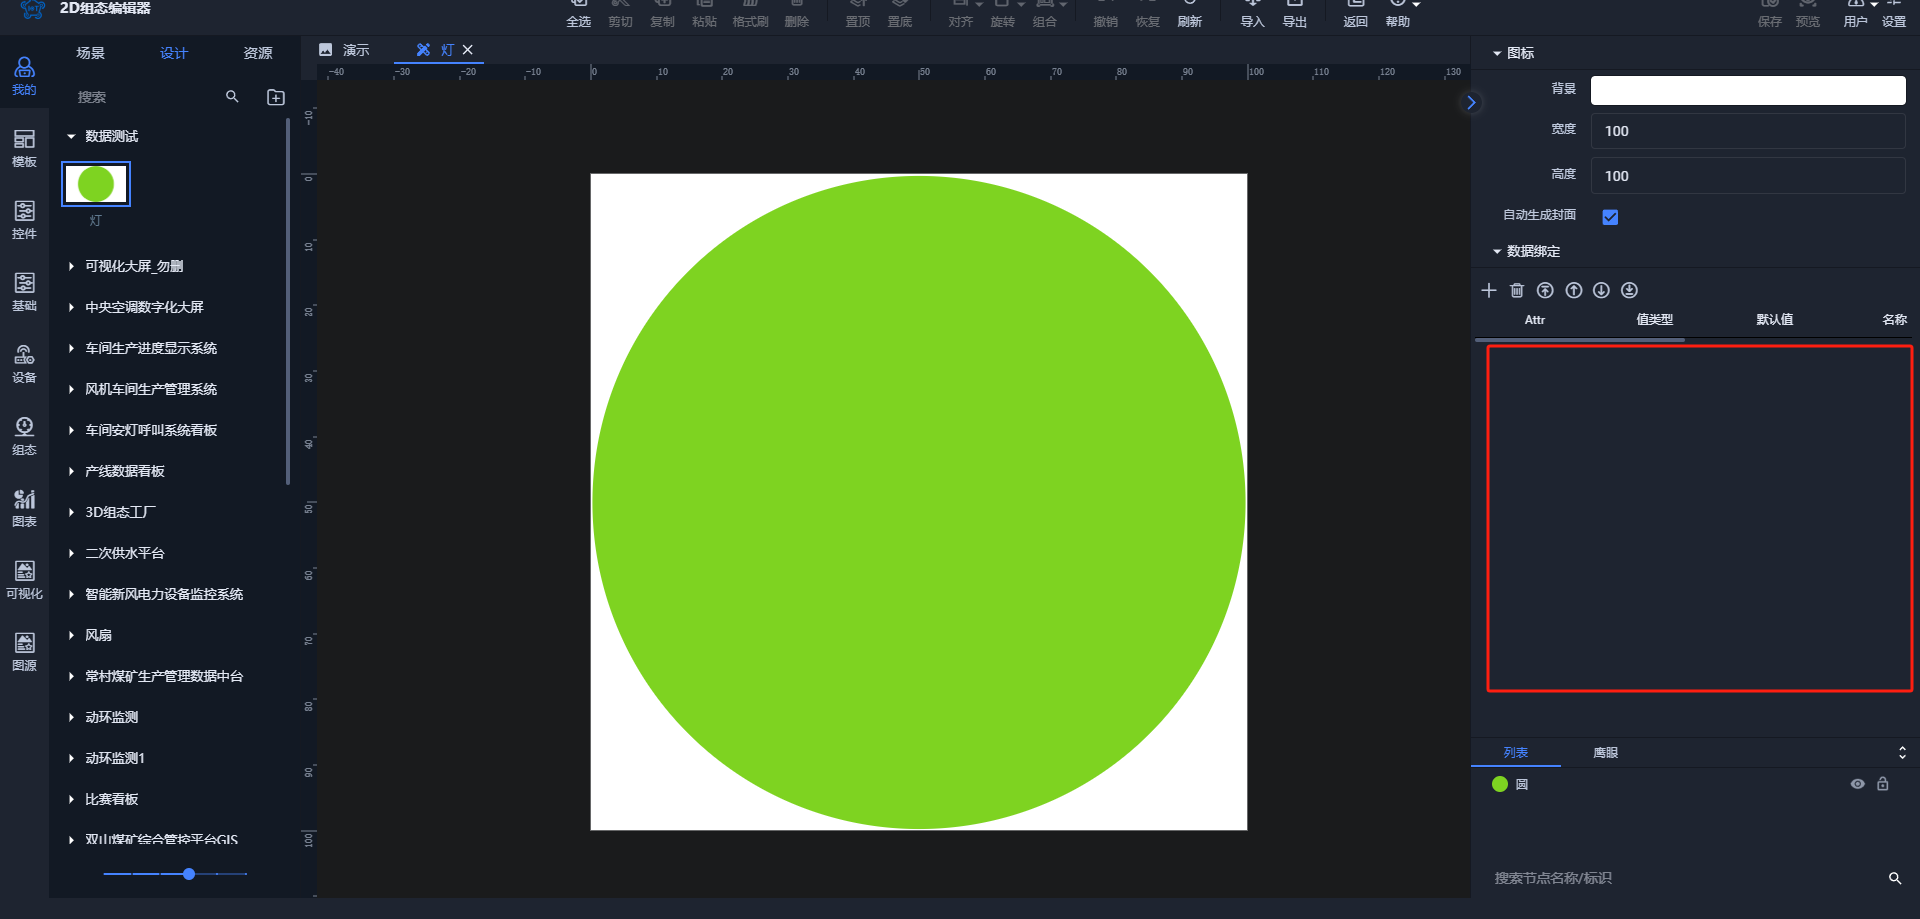 2D组态编辑器
全选 剪切 复制 粘贴 格式刷 删除 置顶 置底 对齐 旋转 组合 撤销 恢复 刷新 导入 导出 返回 帮助 保存 预览 用户 设置
我的
模板
控件
基础
设备
组态
图表
可视化
图源
场景 设计 资源
搜索
数据测试
灯
可视化大屏_勿删
中央空调数字化大屏
车间生产进度显示系统
风机车间生产管理系统
车间安灯呼叫系统看板
产线数据看板
3D组态工厂
二次供水平台
智能新风电力设备监控系统
风扇
常村煤矿生产管理数据中台
动环监测
动环监测1
比赛看板
双山煤矿综合管控平台GIS
演示 灯
-40 -30 -20 -10 0 10 20 30 40 50 60 70 80 90 100 110 120 130
-10
0
10
20
30
40
50
60
70
80
90
100
图标
背景
宽度 100
高度 100
自动生成封面
数据绑定
Attr 值类型 默认值 名称
列表 鹰眼
圆
搜索节点名称/标识